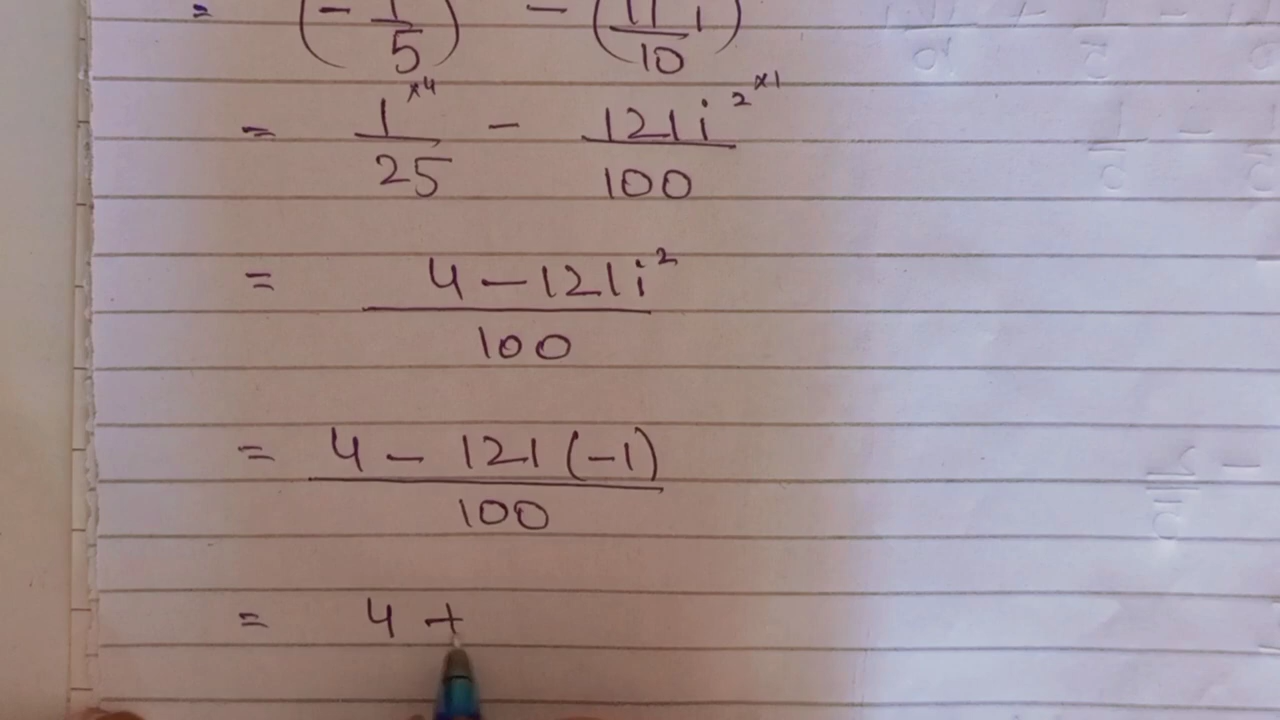 = (-1/5) - (11/10 i)
= 1/25 ×4 - 121i²/100 ×1
= 4-121i²/100
= 4 - 121(-1)/100
= 4 +